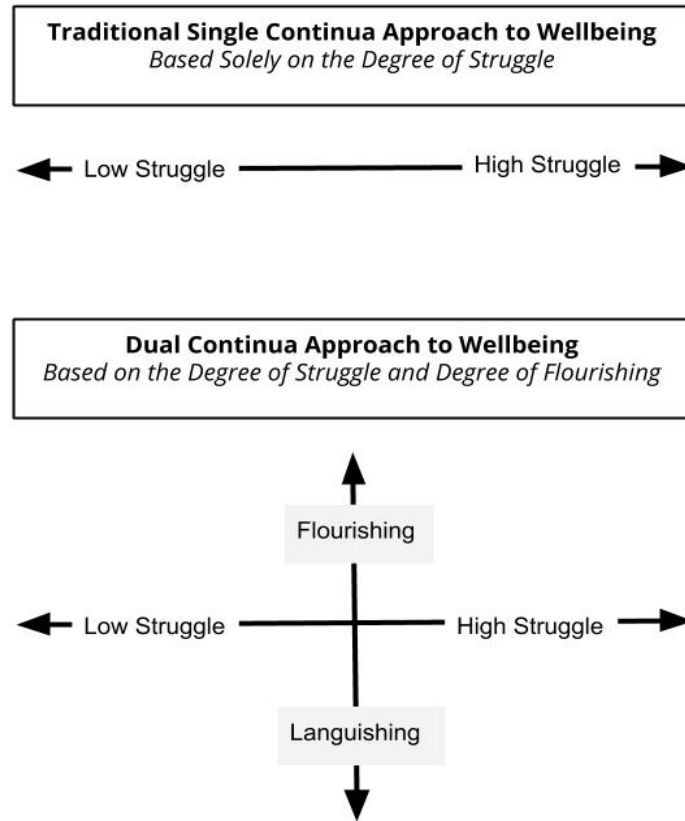 Traditional Single Continua Approach to Wellbeing
Based Solely on the Degree of Struggle
Low Struggle
High Struggle
Dual Continua Approach to Wellbeing
Based on the Degree of Struggle and Degree of Flourishing
Flourishing
Low Struggle
High Struggle
Languishing